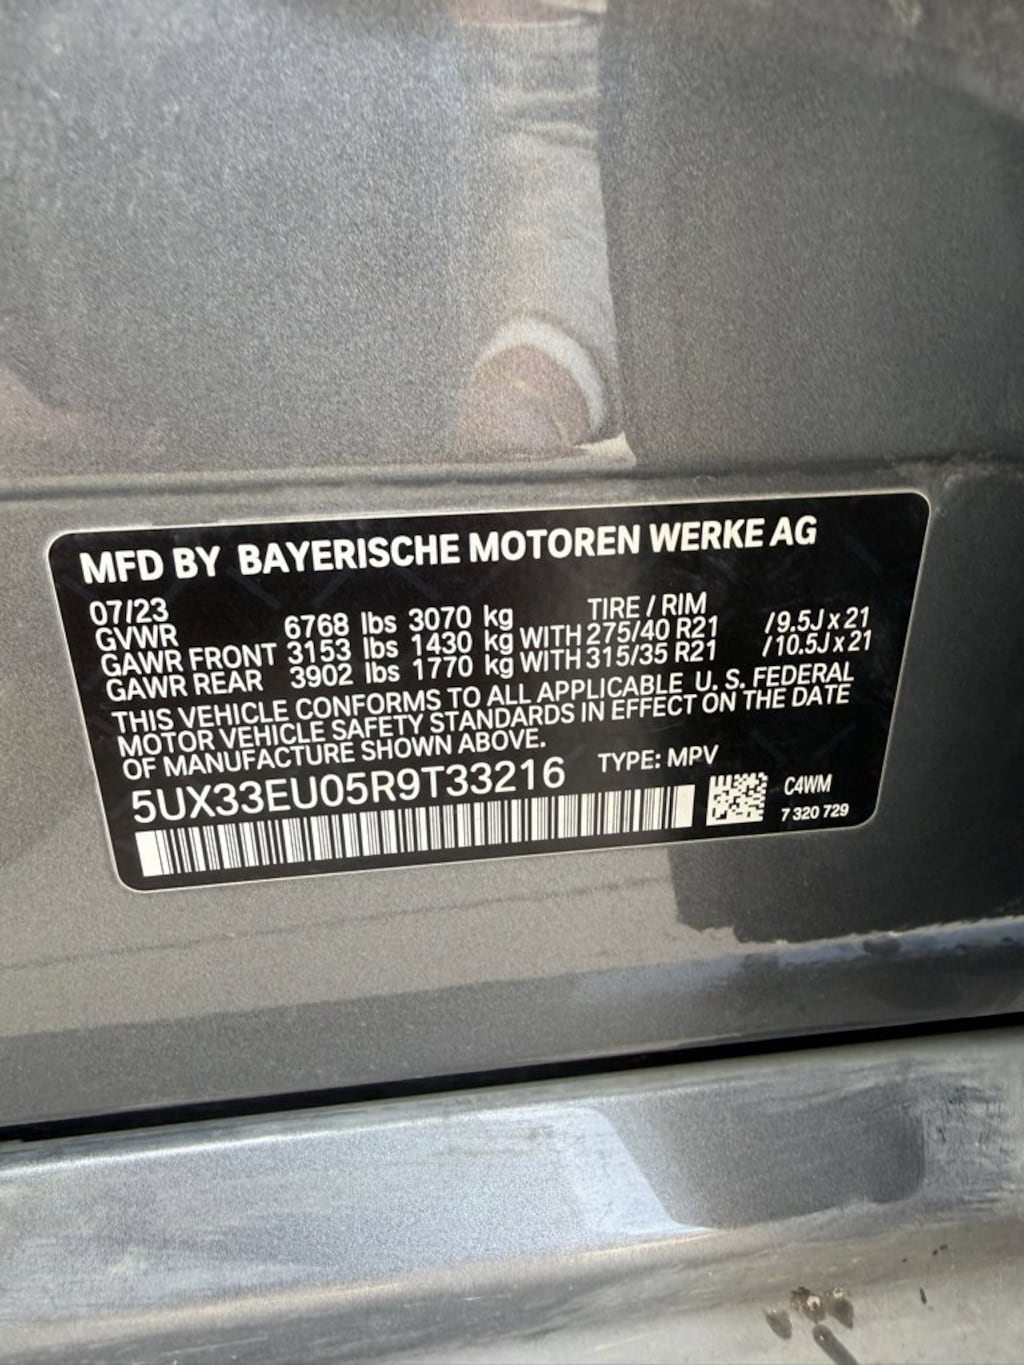 MFD BY BAYERISCHE MOTOREN WERKE AG
07/23 TIRE / RIM
GVWR 6768 lbs 3070 kg
GAWR FRONT 3153 lbs 1430 kg WITH 275/40 R21 /9.5J x 21
GAWR REAR 3902 lbs 1770 kg WITH 315/35 R21 /10.5J x 21
THIS VEHICLE CONFORMS TO ALL APPLICABLE U. S. FEDERAL
MOTOR VEHICLE SAFETY STANDARDS IN EFFECT ON THE DATE
OF MANUFACTURE SHOWN ABOVE.
5UX33EU05R9T33216 TYPE: MPV
C4WM
7 320 729